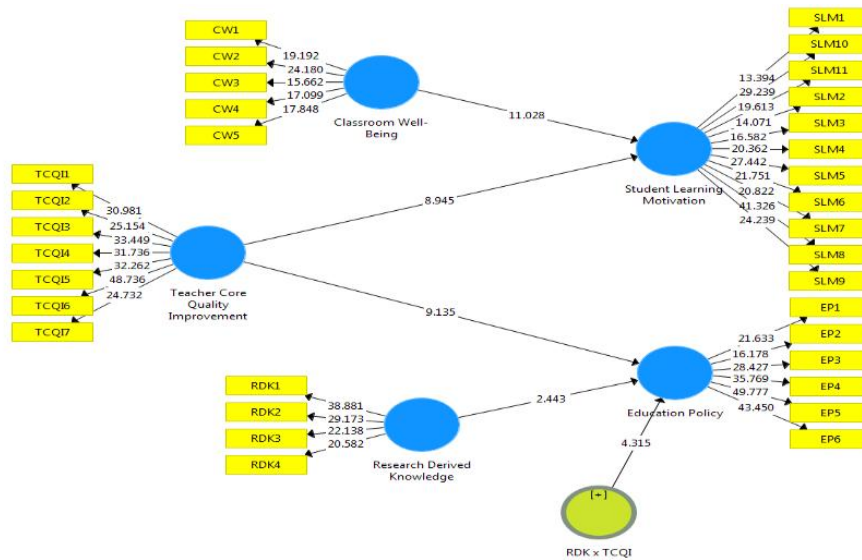 CW1
CW2
CW3
CW4
CW5
19.192
24.180
15.662
17.099
17.848
Classroom Well-
Being
11.028
SLM1
SLM10
SLM11
SLM2
SLM3
SLM4
SLM5
SLM6
SLM7
SLM8
SLM9
13.394
29.239
19.613
14.071
16.582
20.362
27.442
21.751
20.822
41.326
24.239
Student Learning
Motivation
8.945
TCQI1
TCQI2
TCQI3
TCQI4
TCQI5
TCQI6
TCQI7
30.981
25.154
33.449
31.736
32.262
48.736
24.732
Teacher Core
Quality
Improvement
9.135
EP1
EP2
EP3
EP4
EP5
EP6
21.633
16.178
28.427
35.769
49.777
43.450
Education Policy
RDK1
RDK2
RDK3
RDK4
38.881
29.173
22.138
20.582
Research Derived
Knowledge
2.443
4.315
[+]
RDK x TCQI